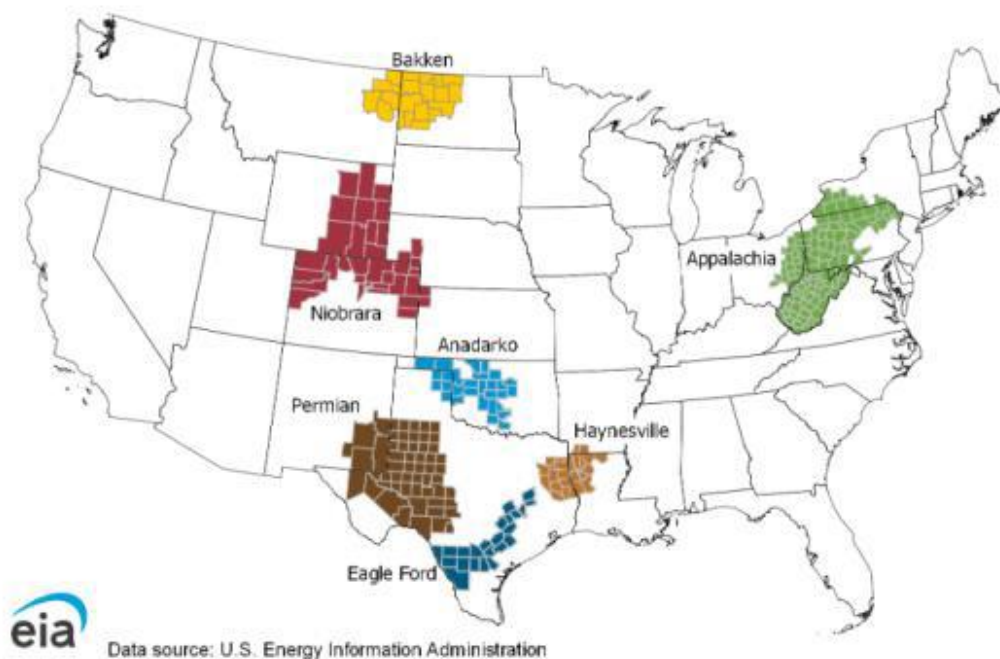 Bakken
Appalachia
Niobrara
Anadarko
Permian
Haynesville
Eagle Ford
eia
Data source: U.S. Energy Information Administration